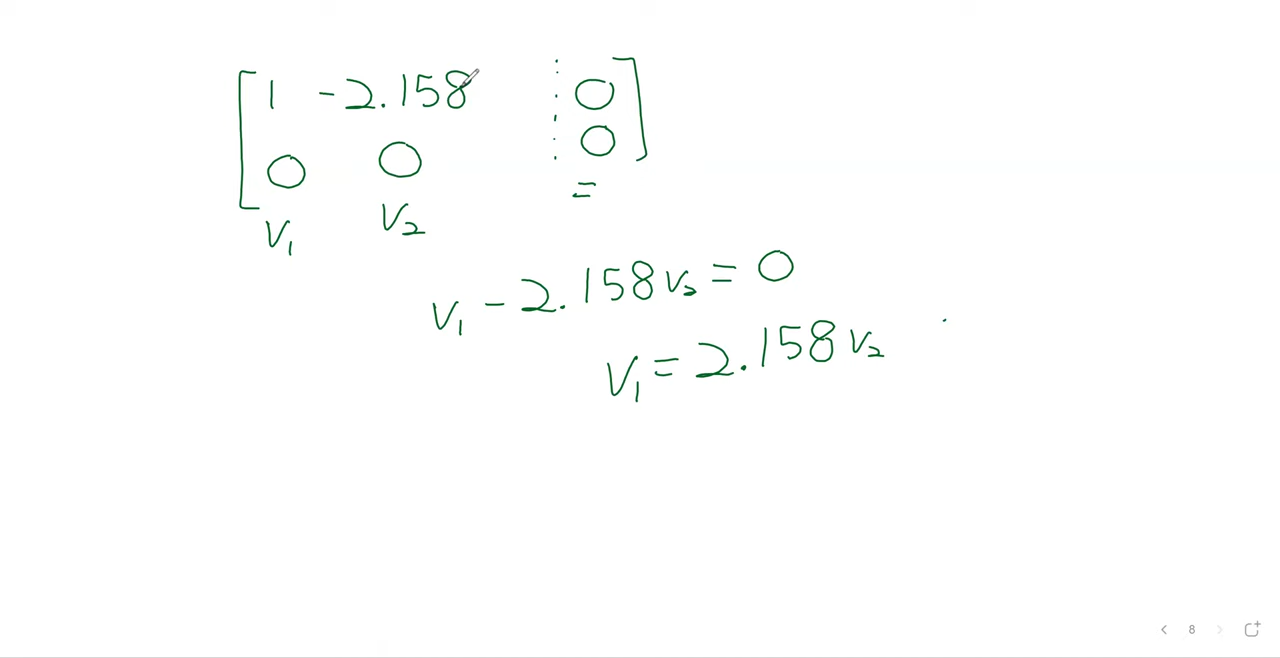 [ 1 -2.158 ⋮ 0 ]
0 0 ⋮ 0
V₁ V₂ =
V₁ - 2.158 V₂ = 0
V₁ = 2.158 V₂
8